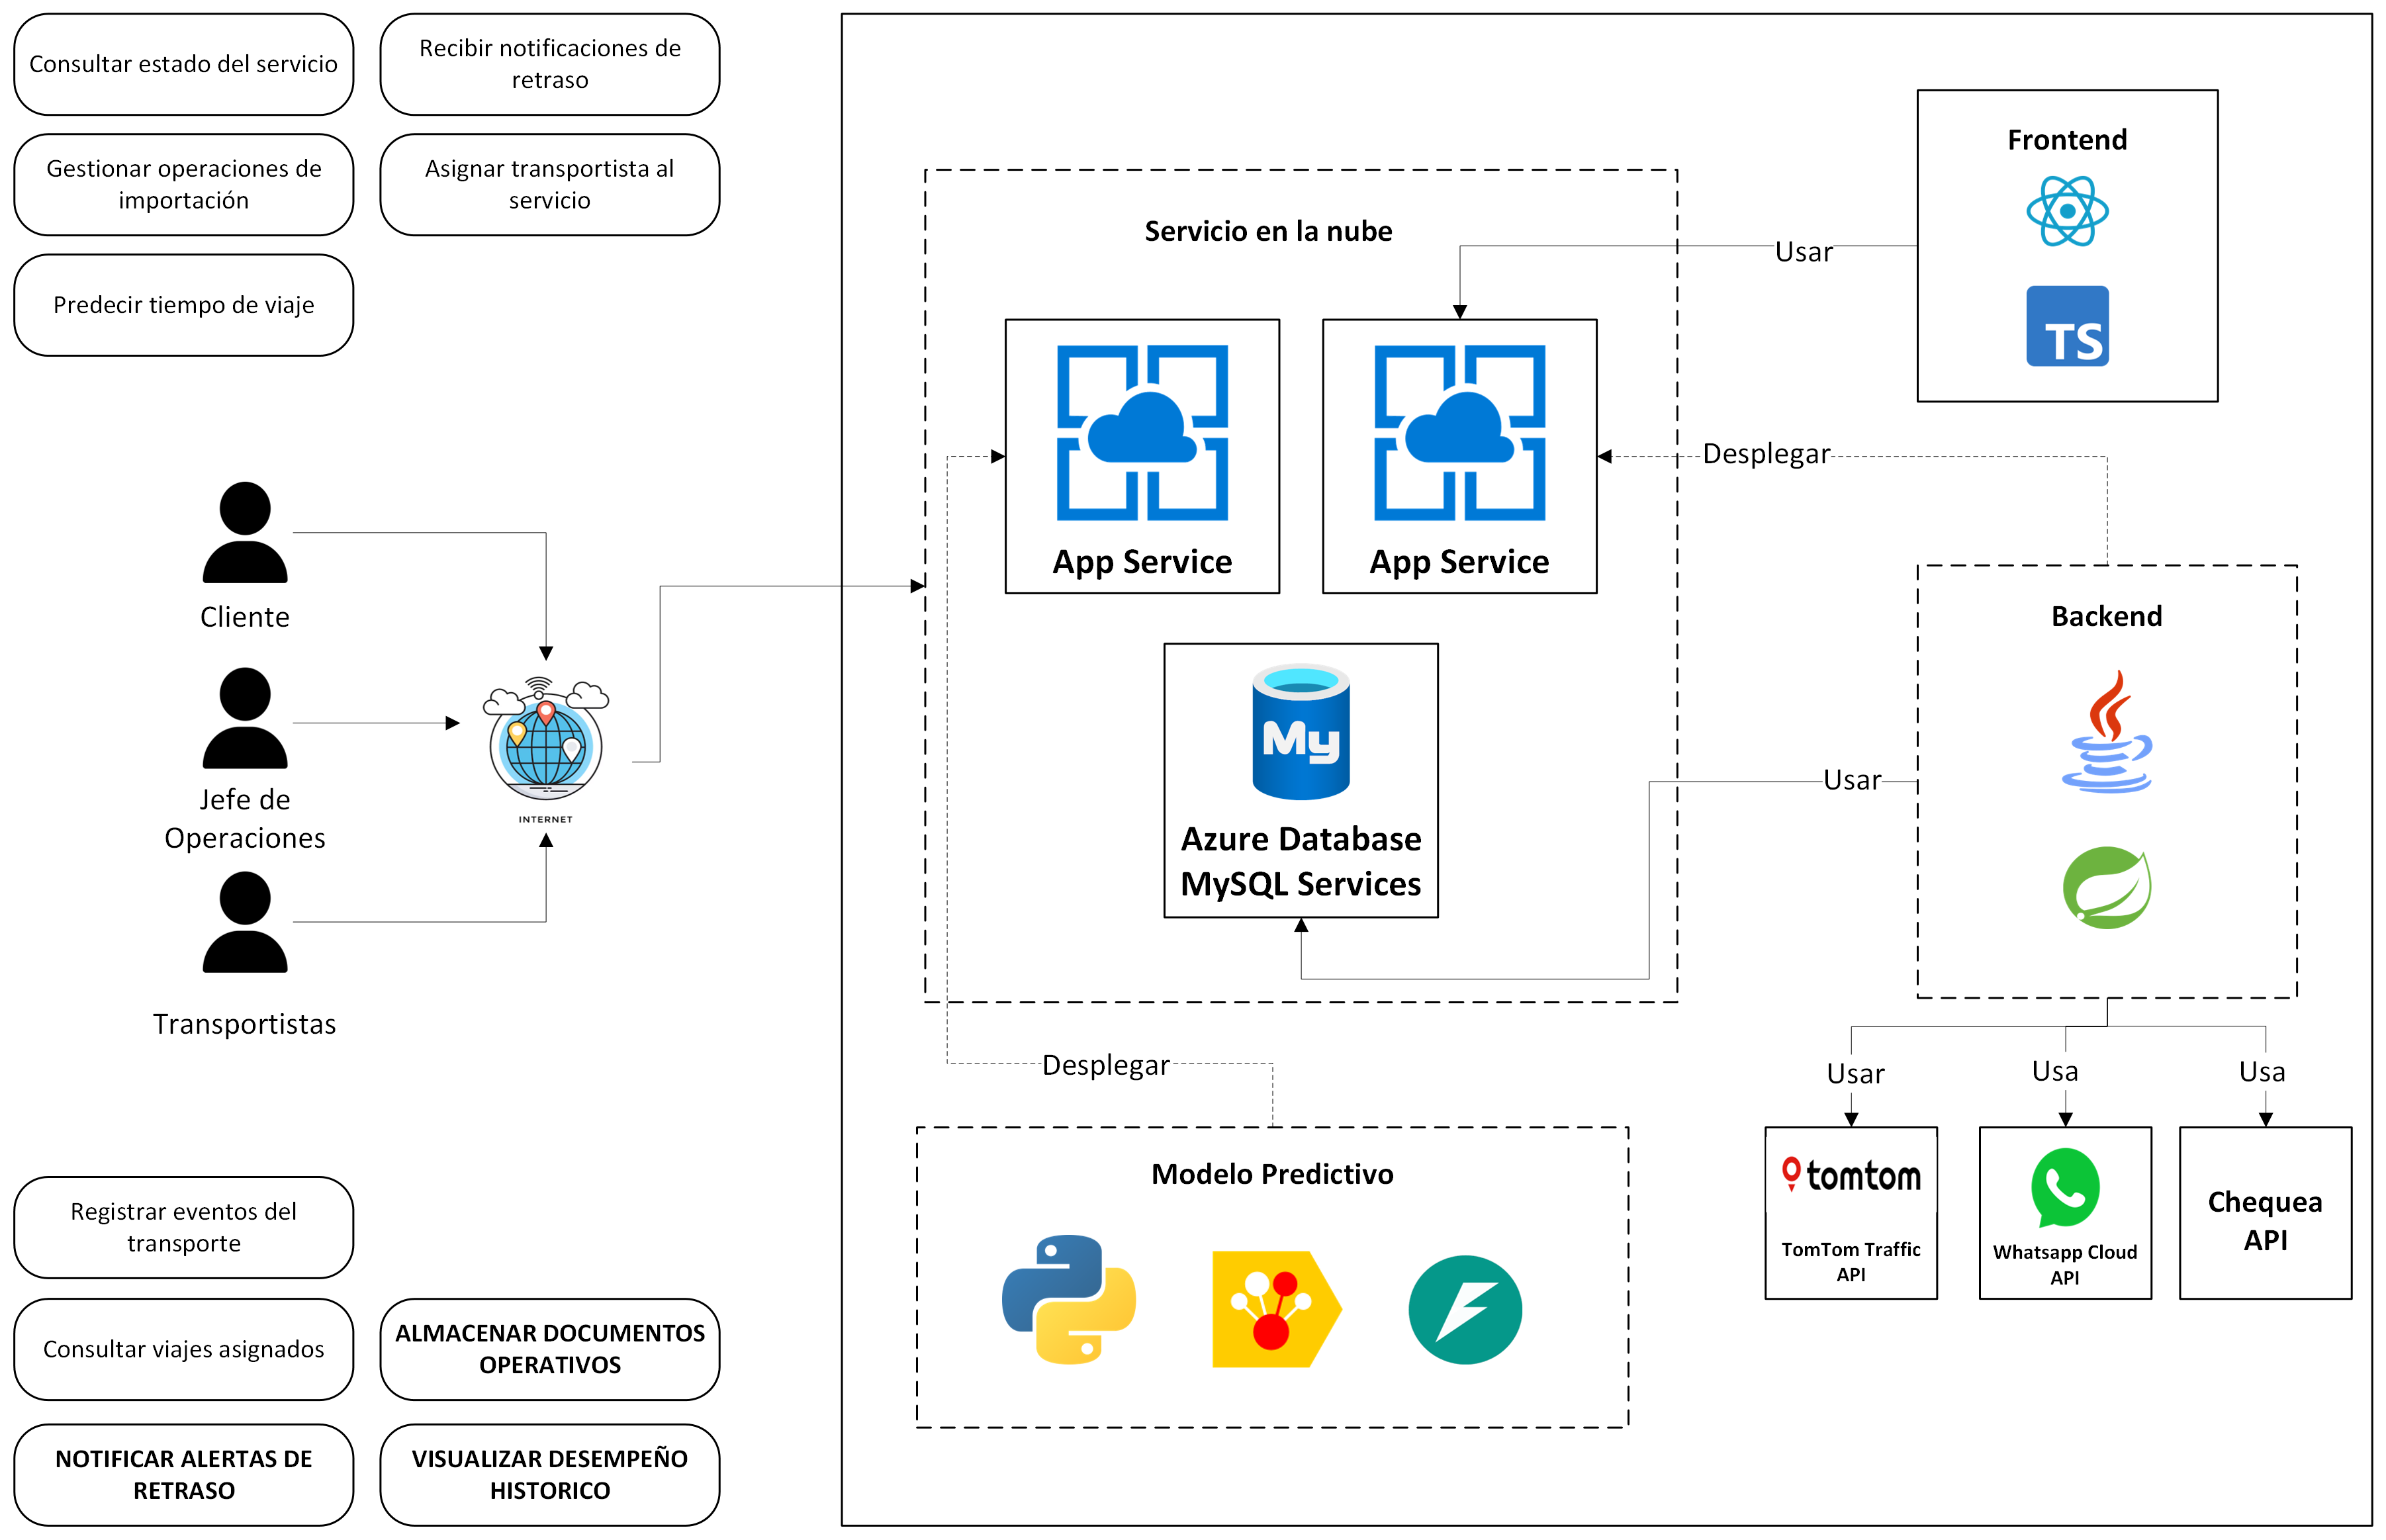 Consultar estado del servicio
Recibir notificaciones de
retraso
Gestionar operaciones de
importación
Asignar transportista al
servicio
Predecir tiempo de viaje
Cliente
Jefe de
Operaciones
Transportistas
INTERNET
Registrar eventos del
transporte
Consultar viajes asignados
ALMACENAR DOCUMENTOS
OPERATIVOS
NOTIFICAR ALERTAS DE
RETRASO
VISUALIZAR DESEMPEÑO
HISTORICO
Servicio en la nube
App Service
App Service
My
Azure Database
MySQL Services
Usar
Frontend
TS
Desplegar
Backend
Usar
Desplegar
Modelo Predictivo
Usar
Usa
Usa
tomtom
TomTom Traffic
API
Whatsapp Cloud
API
Chequea
API